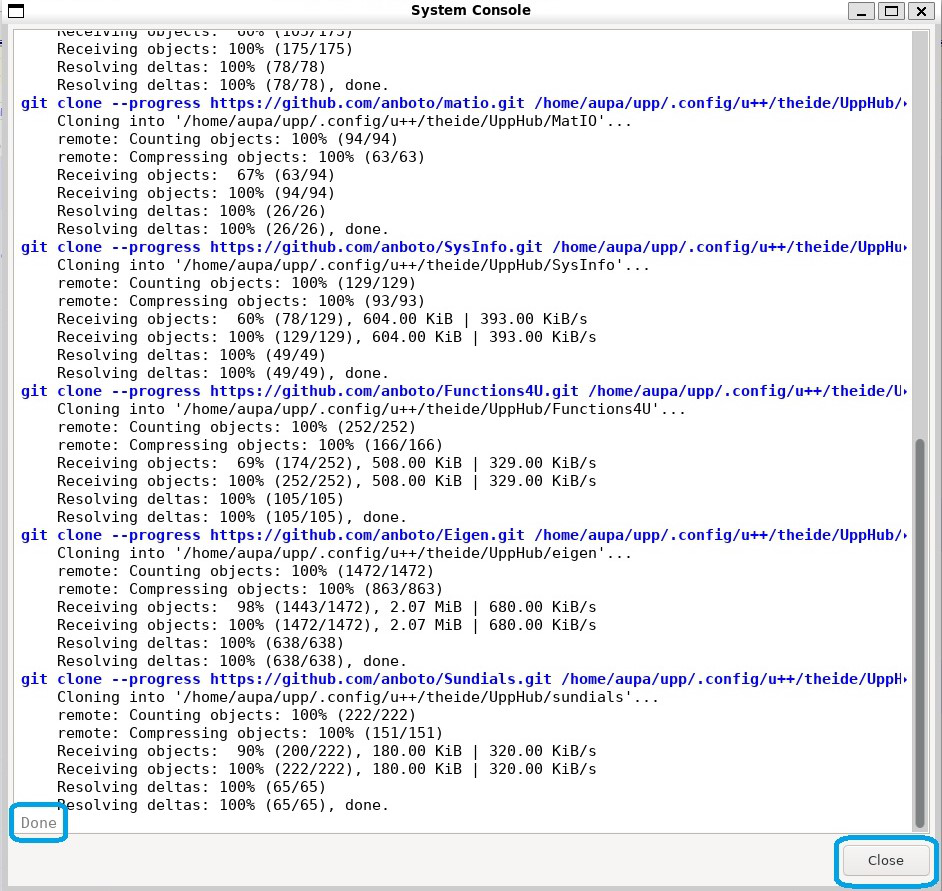 System Console
Receiving objects: 60% (105/175)
Receiving objects: 100% (175/175)
Resolving deltas: 100% (78/78)
Resolving deltas: 100% (78/78), done.
git clone --progress https://github.com/anboto/matio.git /home/aupa/upp/.config/u++/theide/UppHub/
Cloning into '/home/aupa/upp/.config/u++/theide/UppHub/MatIO'...
remote: Counting objects: 100% (94/94)
remote: Compressing objects: 100% (63/63)
Receiving objects:  67% (63/94)
Receiving objects: 100% (94/94)
Resolving deltas: 100% (26/26)
Resolving deltas: 100% (26/26), done.
git clone --progress https://github.com/anboto/SysInfo.git /home/aupa/upp/.config/u++/theide/UppHu
Cloning into '/home/aupa/upp/.config/u++/theide/UppHub/SysInfo'...
remote: Counting objects: 100% (129/129)
remote: Compressing objects: 100% (93/93)
Receiving objects:  60% (78/129), 604.00 KiB | 393.00 KiB/s
Receiving objects: 100% (129/129), 604.00 KiB | 393.00 KiB/s
Resolving deltas: 100% (49/49)
Resolving deltas: 100% (49/49), done.
git clone --progress https://github.com/anboto/Functions4U.git /home/aupa/upp/.config/u++/theide/U
Cloning into '/home/aupa/upp/.config/u++/theide/UppHub/Functions4U'...
remote: Counting objects: 100% (252/252)
remote: Compressing objects: 100% (166/166)
Receiving objects:  69% (174/252), 508.00 KiB | 329.00 KiB/s
Receiving objects: 100% (252/252), 508.00 KiB | 329.00 KiB/s
Resolving deltas: 100% (105/105)
Resolving deltas: 100% (105/105), done.
git clone --progress https://github.com/anboto/Eigen.git /home/aupa/upp/.config/u++/theide/UppHub/
Cloning into '/home/aupa/upp/.config/u++/theide/UppHub/eigen'...
remote: Counting objects: 100% (1472/1472)
remote: Compressing objects: 100% (863/863)
Receiving objects:  98% (1443/1472), 2.07 MiB | 680.00 KiB/s
Receiving objects: 100% (1472/1472), 2.07 MiB | 680.00 KiB/s
Resolving deltas: 100% (638/638)
Resolving deltas: 100% (638/638), done.
git clone --progress https://github.com/anboto/Sundials.git /home/aupa/upp/.config/u++/theide/UppH
Cloning into '/home/aupa/upp/.config/u++/theide/UppHub/sundials'...
remote: Counting objects: 100% (222/222)
remote: Compressing objects: 100% (151/151)
Receiving objects:  90% (200/222), 180.00 KiB | 320.00 KiB/s
Receiving objects: 100% (222/222), 180.00 KiB | 320.00 KiB/s
Resolving deltas: 100% (65/65)
Resolving deltas: 100% (65/65), done.
Done
Close